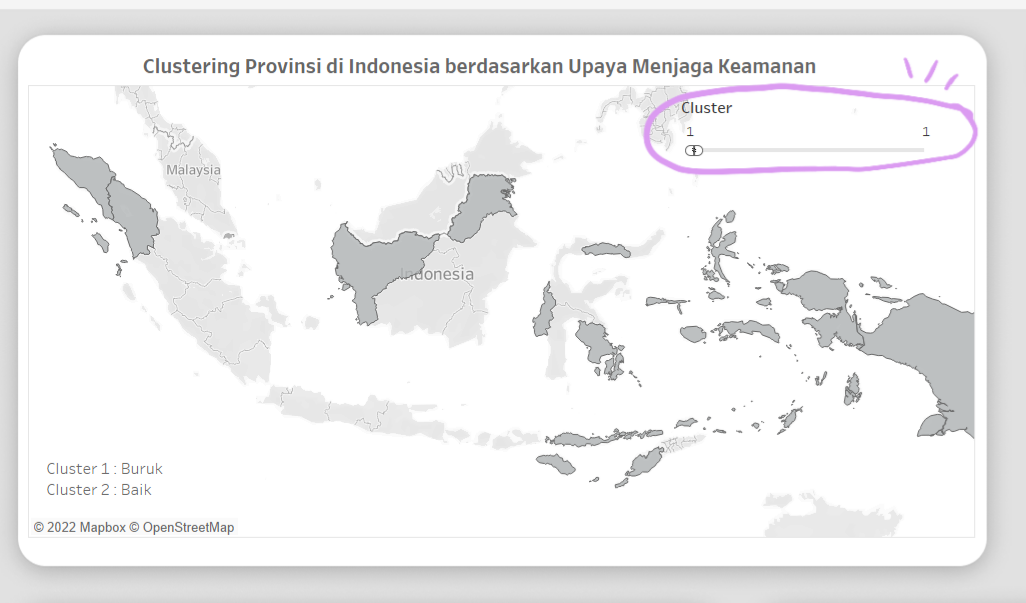 Clustering Provinsi di Indonesia berdasarkan Upaya Menjaga Keamanan
Cluster
1 1
Malaysia
Indonesia
Cluster 1 : Buruk
Cluster 2 : Baik
© 2022 Mapbox © OpenStreetMap